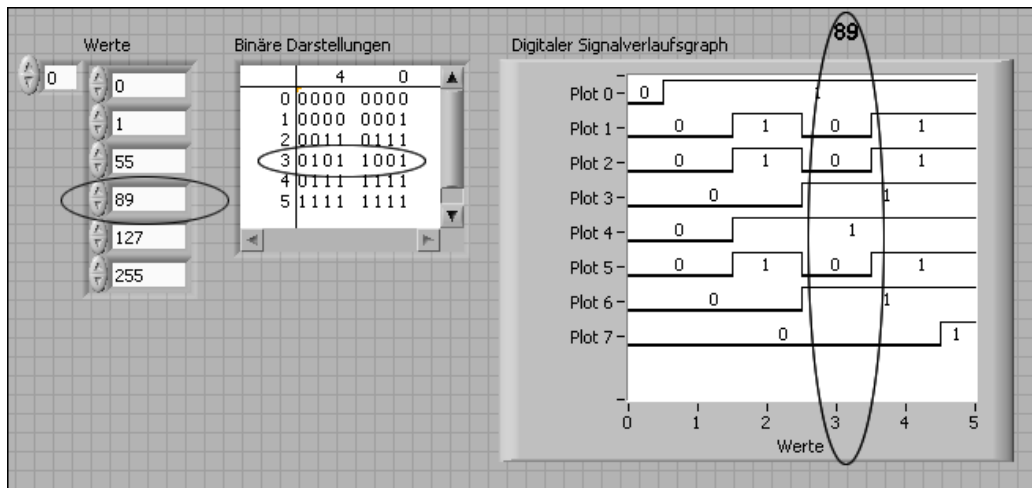 Werte
0
0
1
55
89
127
255
Binäre Darstellungen
4 0
0 0000 0000
1 0000 0001
2 0011 0111
3 0101 1001
4 0111 1111
5 1111 1111
Digitaler Signalverlaufsgraph
89
Plot 0 0 1
Plot 1 0 1 0 1
Plot 2 0 1 0 1
Plot 3 0 1
Plot 4 0 1
Plot 5 0 1 0 1
Plot 6 0 1
Plot 7 0 1
0 1 2 3 4 5
Werte